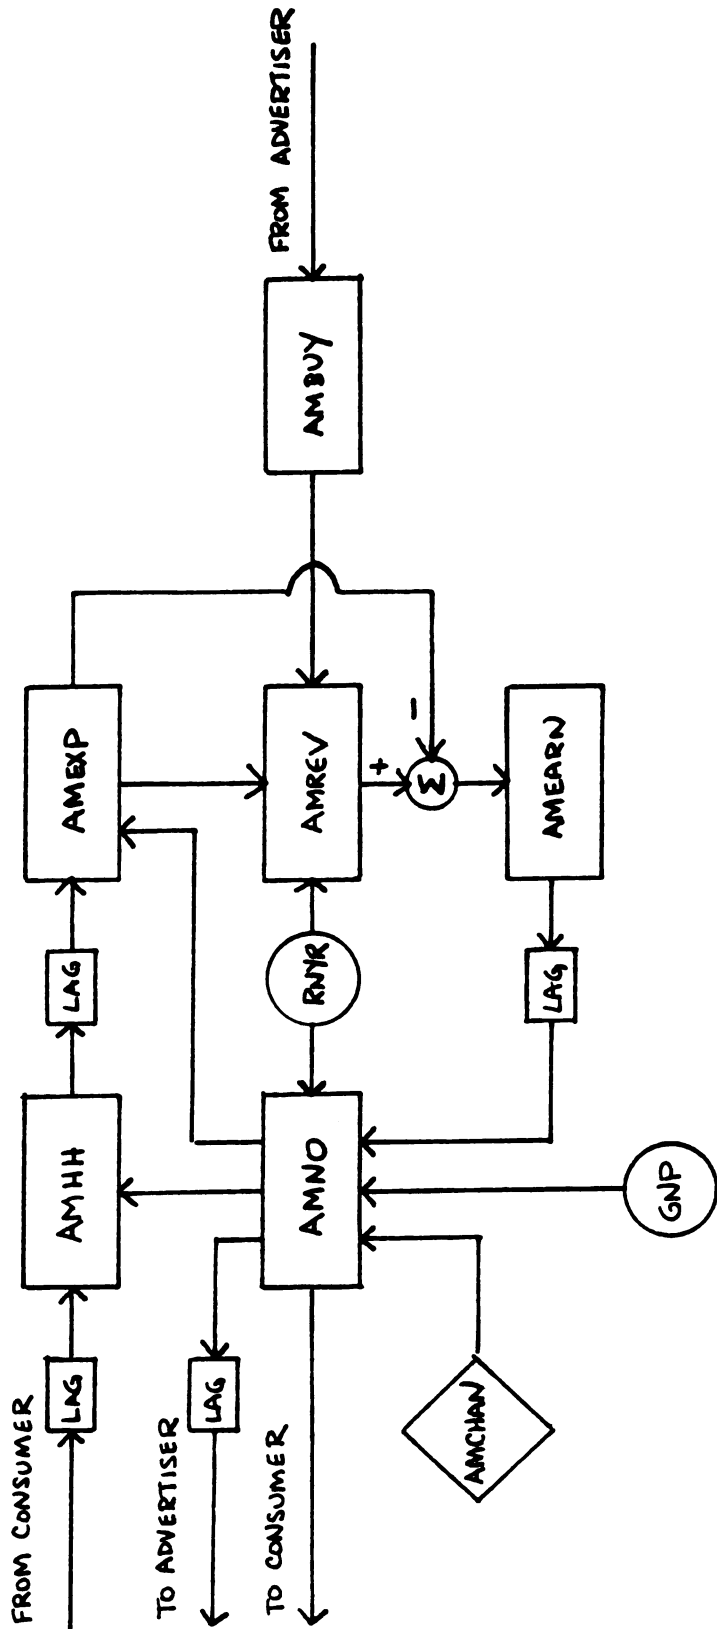 FROM CONSUMER
LAG
AMHH
LAG
AMEXP
TO ADVERTISER
LAG
TO CONSUMER
AMNO
RNYR
AMREV
AMBUY
FROM ADVERTISER
+
-
Σ
AMCHAN
GNP
LAG
AMEARN